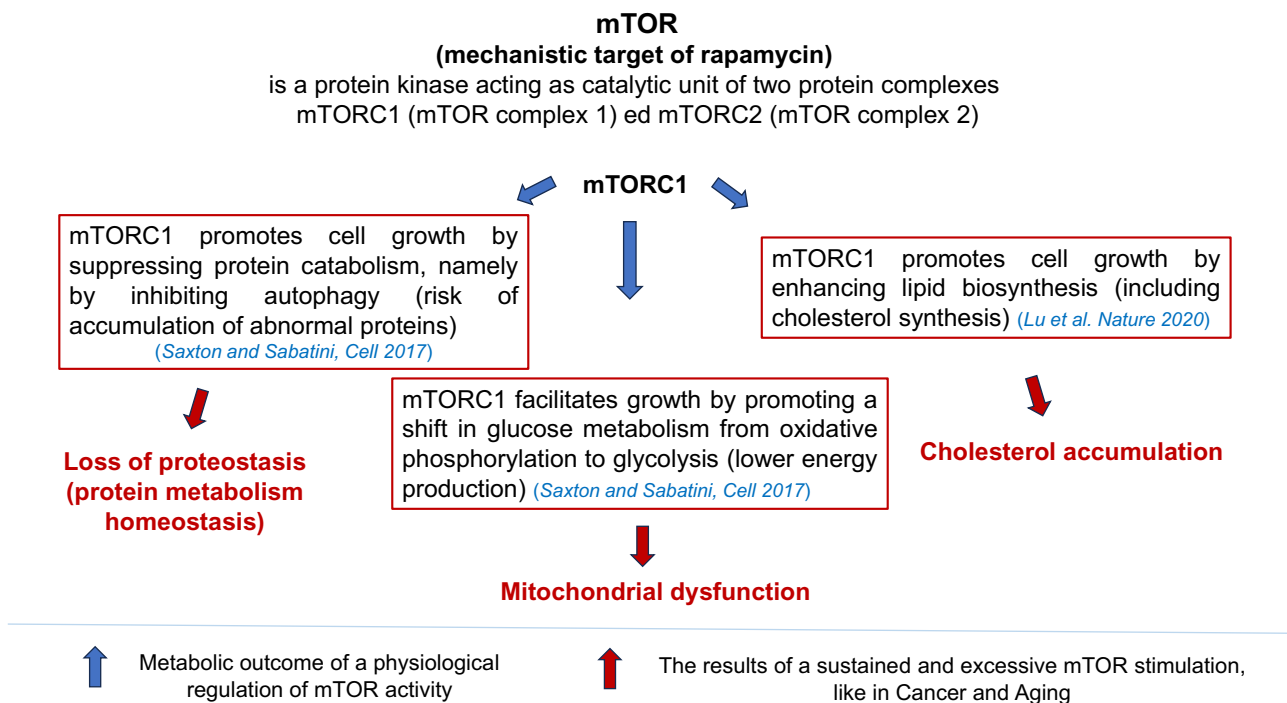 mTOR
(mechanistic target of rapamycin)
is a protein kinase acting as catalytic unit of two protein complexes
mTORC1 (mTOR complex 1) ed mTORC2 (mTOR complex 2)
mTORC1
mTORC1 promotes cell growth by
suppressing protein catabolism, namely
by inhibiting autophagy (risk of
accumulation of abnormal proteins)
(Saxton and Sabatini, Cell 2017)
mTORC1 promotes cell growth by
enhancing lipid biosynthesis (including
cholesterol synthesis) (Lu et al. Nature 2020)
mTORC1 facilitates growth by promoting a
shift in glucose metabolism from oxidative
phosphorylation to glycolysis (lower energy
production) (Saxton and Sabatini, Cell 2017)
Loss of proteostasis
(protein metabolism
homeostasis)
Cholesterol accumulation
Mitochondrial dysfunction
Metabolic outcome of a physiological
regulation of mTOR activity
The results of a sustained and excessive mTOR stimulation,
like in Cancer and Aging